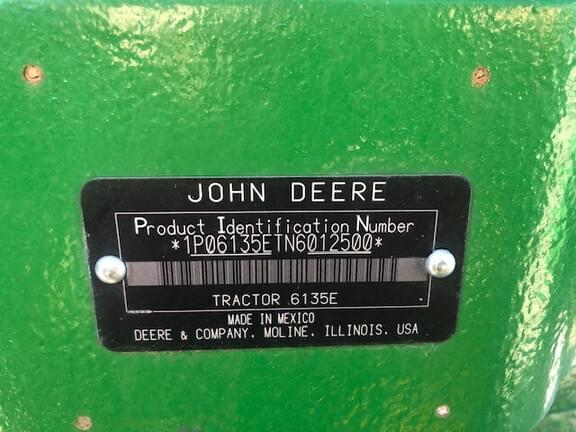 JOHN DEERE
Product Identification Number
*1P06135ETN6012500*
TRACTOR 6135E
MADE IN MEXICO
DEERE & COMPANY. MOLINE. ILLINOIS. USA